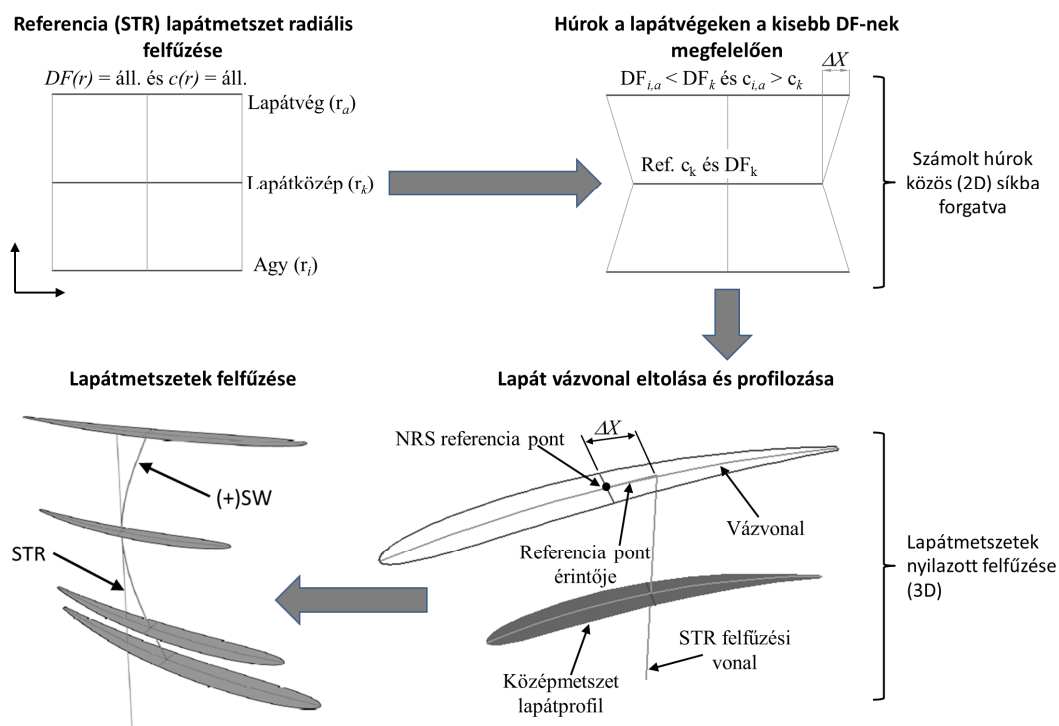 Referencia (STR) lapátmetszet radiális
felfűzése
DF(r) = áll. és c(r) = áll.
Lapátvég (rₐ)
Lapátközép (rₖ)
Agy (rᵢ)
Húrok a lapátvégeken a kisebb DF-nek
megfelelően
ΔX
DFᵢ,ₐ < DFₖ és cᵢ,ₐ > cₖ
Ref. cₖ és DFₖ
Számolt húrok
közös (2D) síkba
forgatva
Lapátmetszetek felfűzése
(+)SW
STR
Lapát vázvonal eltolása és profilozása
ΔX
NRS referencia pont
Vázvonal
Referencia pont
érintője
STR felfűzési
vonal
Középmetszet
lapátprofil
Lapátmetszetek
nyilazott felfűzése
(3D)